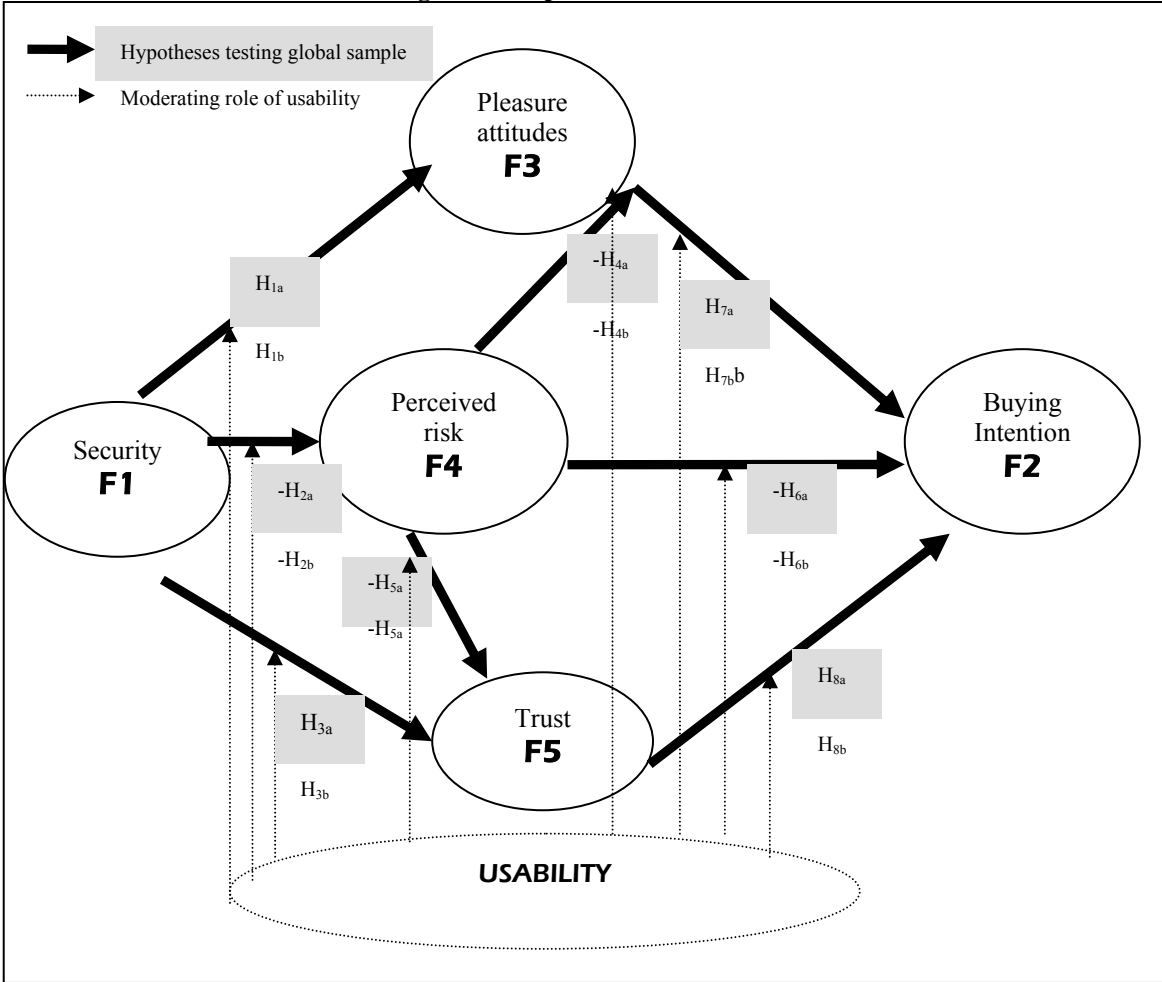 Hypotheses testing global sample
Moderating role of usability
Pleasure
attitudes
F3
-H4a
-H4b
H1a
H1b
H7a
H7bb
Perceived
risk
F4
Buying
Intention
F2
Security
F1
-H2a
-H2b
-H6a
-H6b
-H5a
-H5a
H3a
H3b
Trust
F5
H8a
H8b
USABILITY